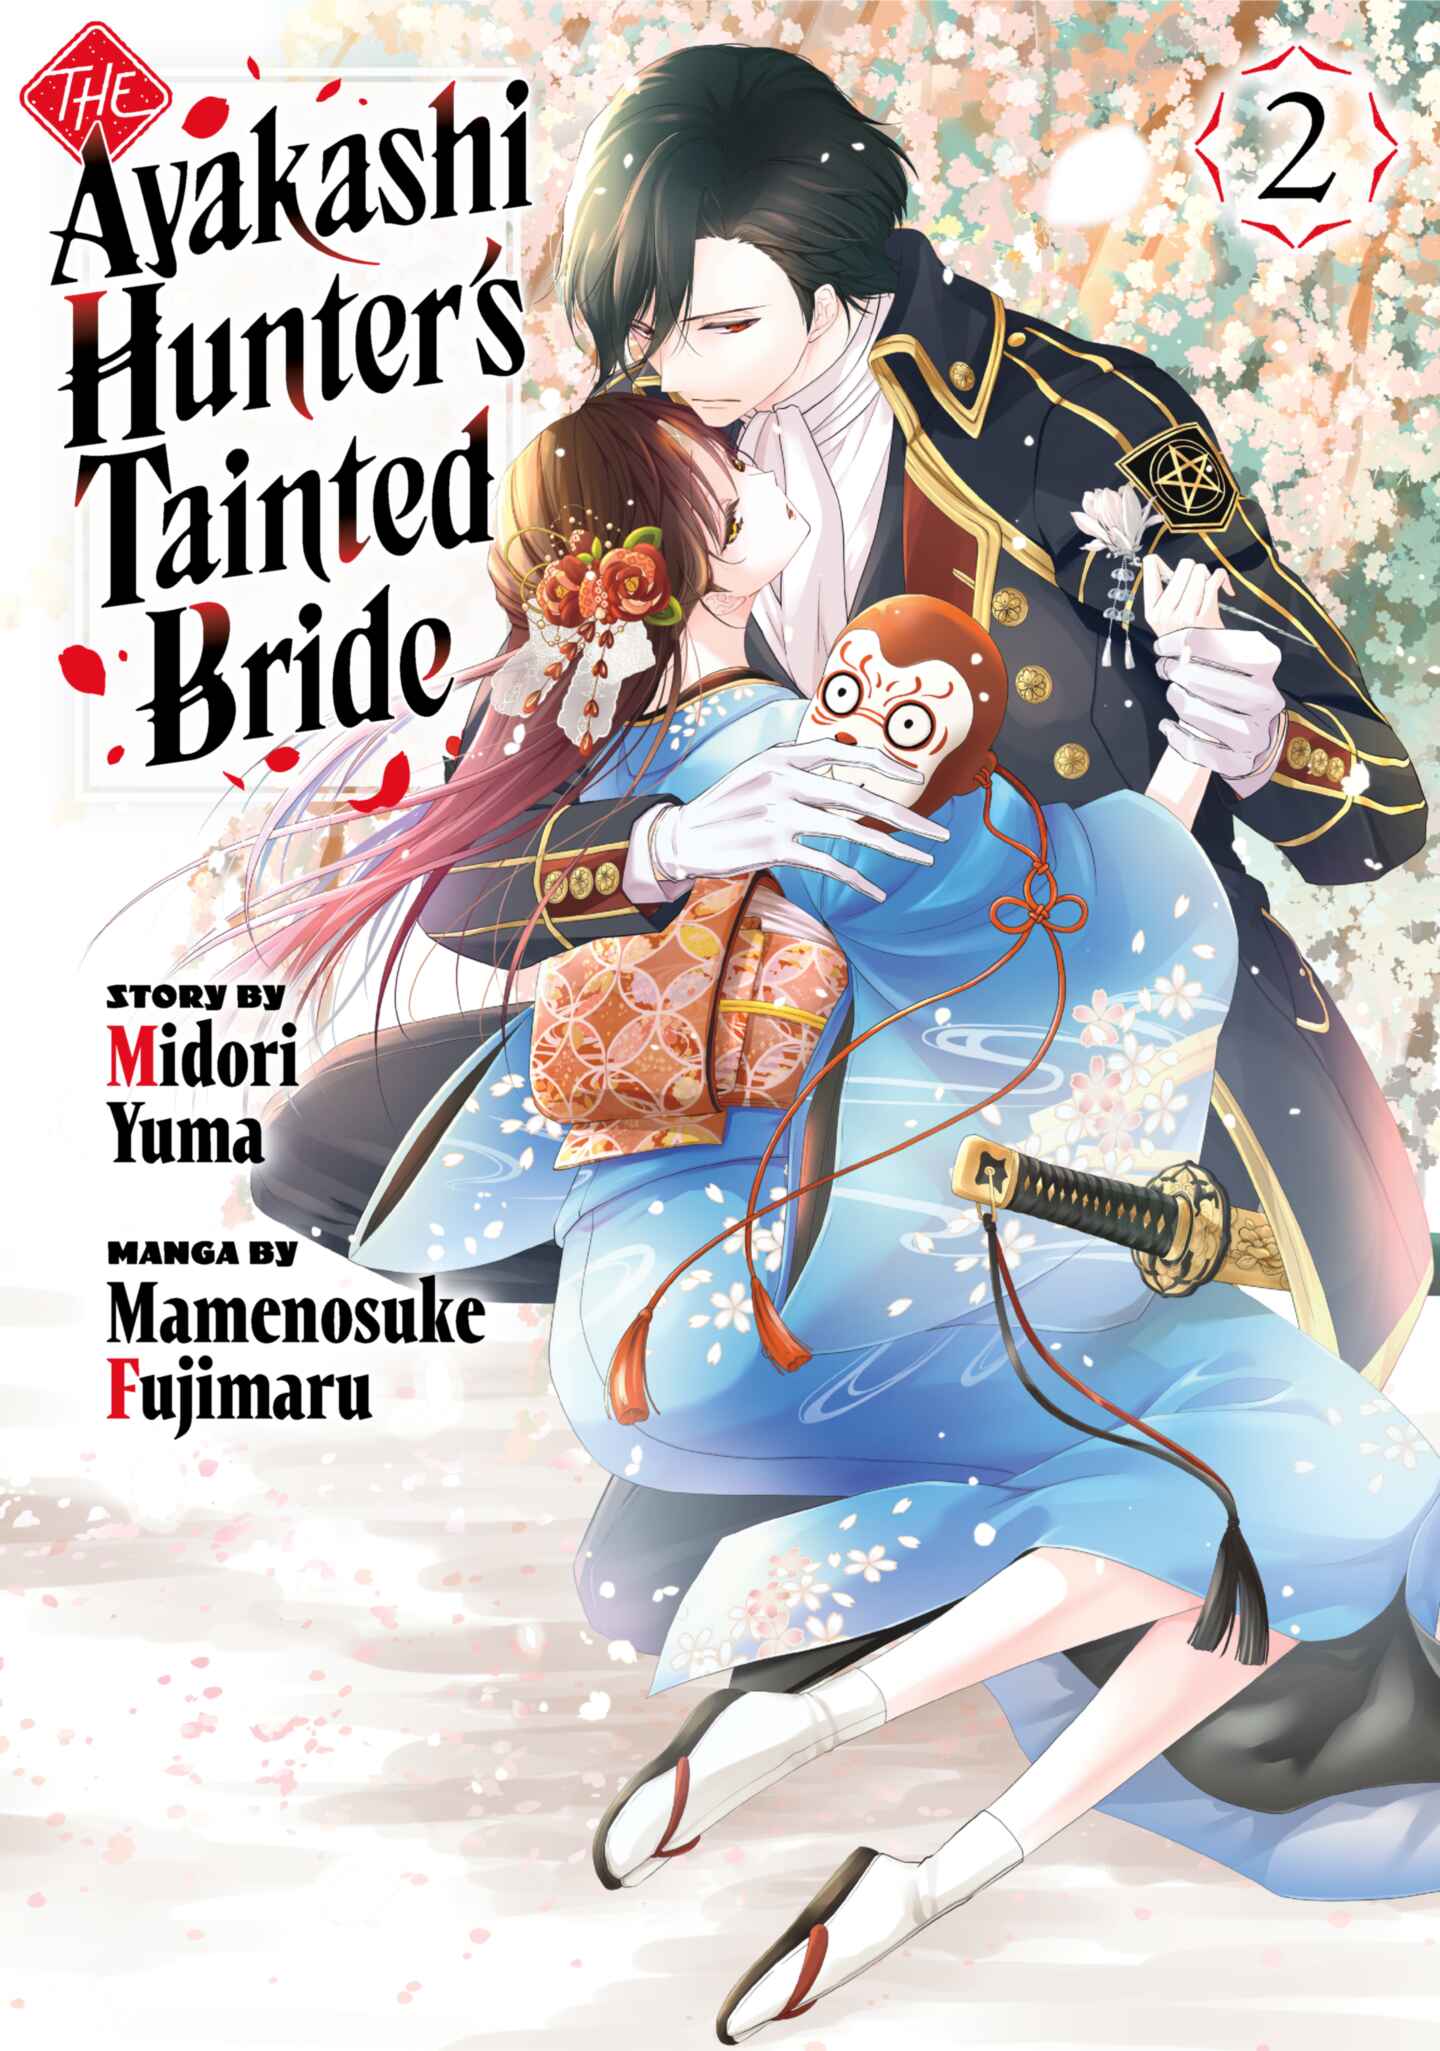 THE
Ayakashi
Hunter's
Tainted
Bride
2
STORY BY
Midori
Yuma
MANGA BY
Mamenosuke
Fujimaru